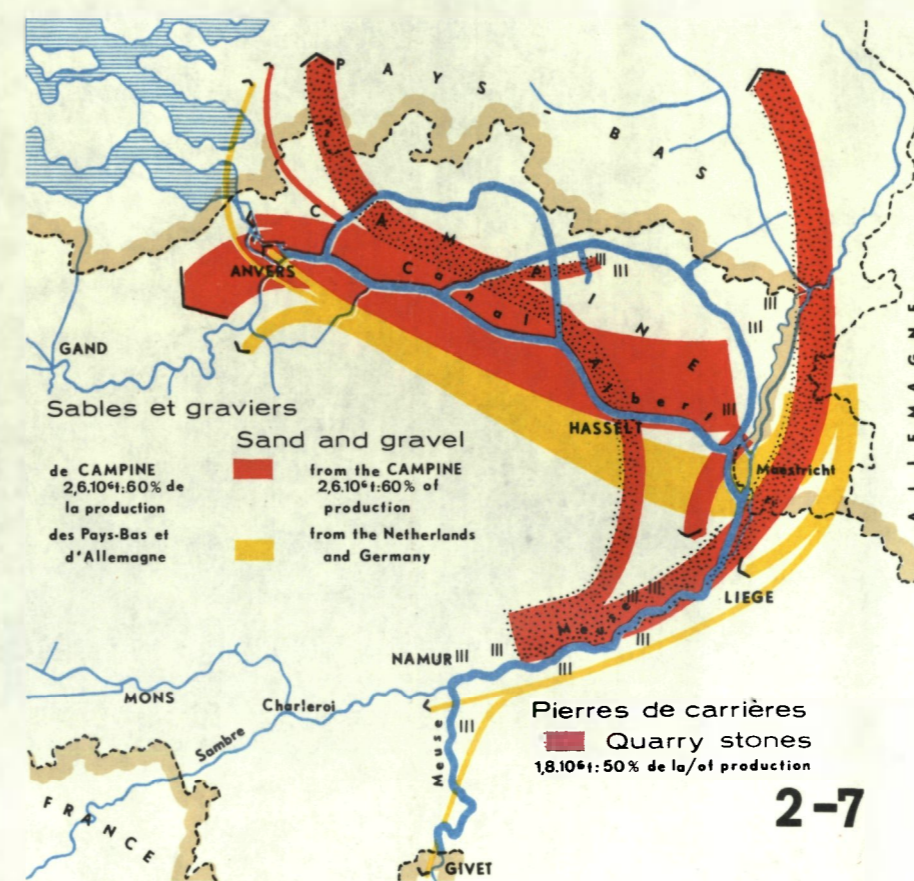 PAYS
BAS
CAMPINE
ANVERS
Canal
Albert
GAND
HASSELT
Maestricht
ALLEMAGNE
Sables et graviers
Sand and gravel
de CAMPINE
2,6.10⁶t:60% de
la production
from the CAMPINE
2,6.10⁶t:60% of
production
des Pays-Bas et
d'Allemagne
from the Netherlands
and Germany
LIEGE
Meuse
NAMUR
MONS
Charleroi
Sambre
Meuse
Pierres de carrières
Quarry stones
1,8.10⁶t:50% de la/of production
2-7
FRANCE
GIVET